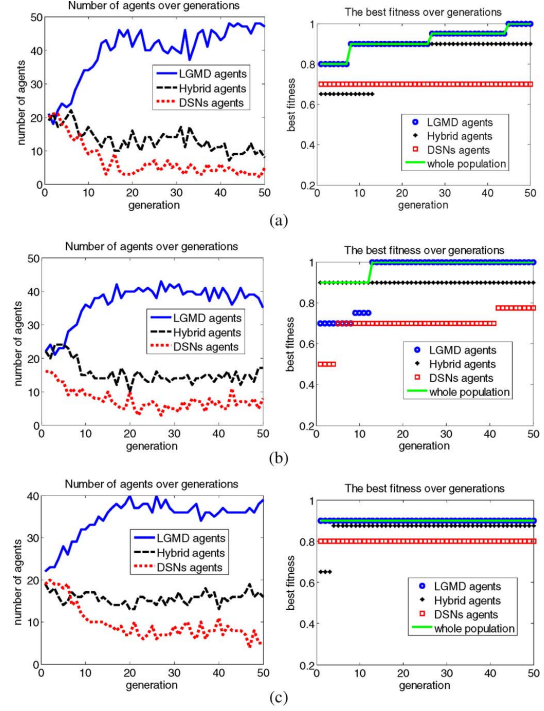 Number of agents over generations
50
40
30
20
10
0
number of agents
LGMD agents
Hybrid agents
DSNs agents
0 10 20 30 40 50
generation
The best fitness over generations
1
0.8
0.6
0.4
0.2
best fitness
LGMD agents
Hybrid agents
DSNs agents
whole population
0 10 20 30 40 50
generation
(a)
Number of agents over generations
50
40
30
20
10
0
number of agents
LGMD agents
Hybrid agents
DSNs agents
0 10 20 30 40 50
generation
The best fitness over generations
1
0.8
0.6
0.4
0.2
best fitness
LGMD agents
Hybrid agents
DSNs agents
whole population
0 10 20 30 40 50
generation
(b)
Number of agents over generations
40
30
20
10
0
number of agents
LGMD agents
Hybrid agents
DSNs agents
0 10 20 30 40 50
generation
The best fitness over generations
1
0.8
0.6
0.4
0.2
best fitness
LGMD agents
Hybrid agents
DSNs agents
whole population
0 10 20 30 40 50
generation
(c)